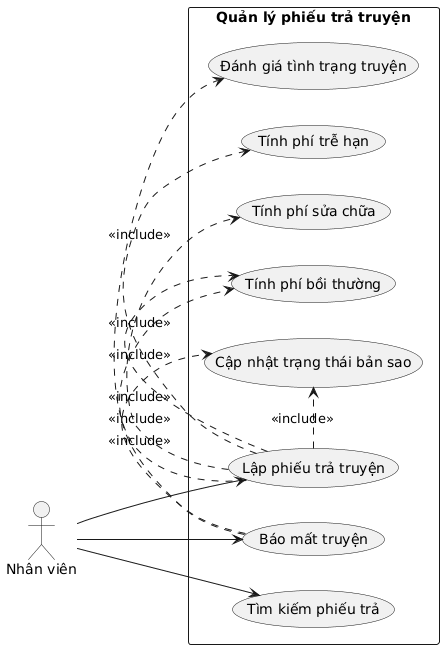 Quản lý phiếu trả truyện
Đánh giá tình trạng truyện
Tính phí trễ hạn
Tính phí sửa chữa
«include»
Tính phí bồi thường
«include»
«include»
Cập nhật trạng thái bản sao
«include»
«include»
«include»
«include»
Lập phiếu trả truyện
Báo mất truyện
Nhân viên
Tìm kiếm phiếu trả